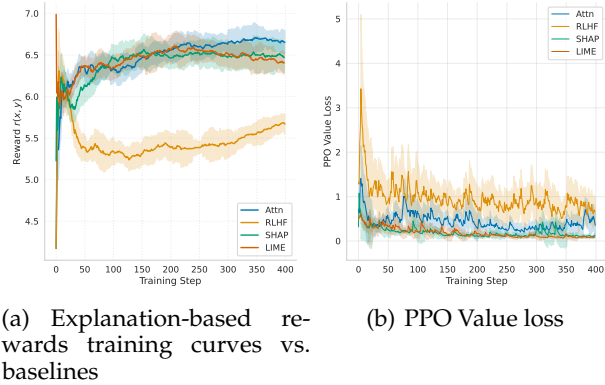 7.0
6.5
6.0
5.5
5.0
4.5
Reward r(x, y)
0 50 100 150 200 250 300 350 400
Training Step
Attn
RLHF
SHAP
LIME
5
4
3
2
1
0
PPO Value Loss
0 50 100 150 200 250 300 350 400
Training Step
Attn
RLHF
SHAP
LIME
(a) Explanation-based re-
wards training curves vs.
baselines
(b) PPO Value loss